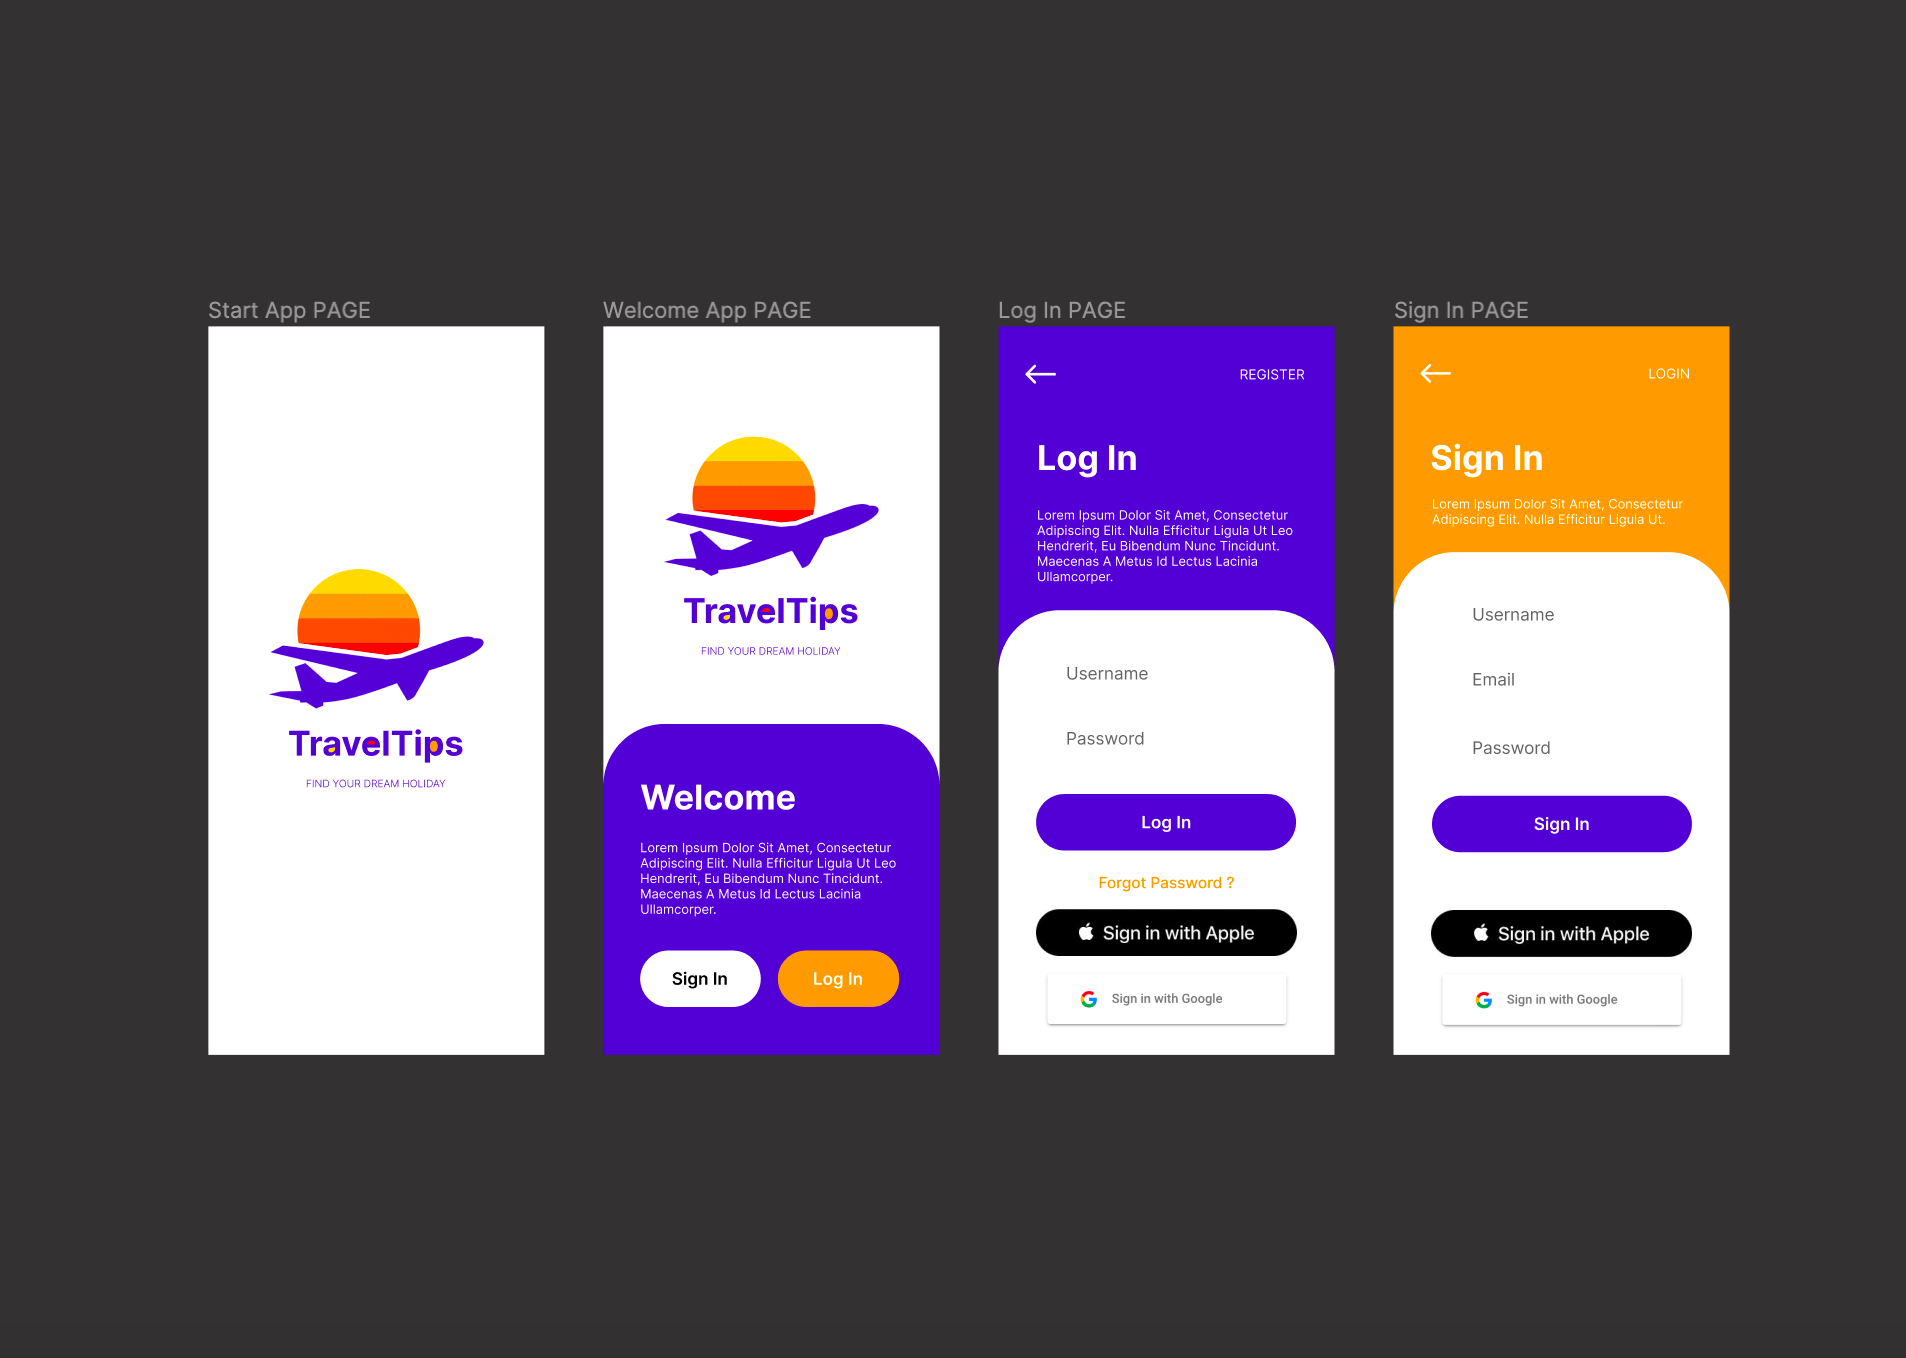 Start App PAGE
TravelTips
FIND YOUR DREAM HOLIDAY
Welcome App PAGE
TravelTips
FIND YOUR DREAM HOLIDAY
Welcome
Lorem Ipsum Dolor Sit Amet, Consectetur
Adipiscing Elit. Nulla Efficitur Ligula Ut Leo
Hendrerit, Eu Bibendum Nunc Tincidunt.
Maecenas A Metus Id Lectus Lacinia
Ullamcorper.
Sign In
Log In
Log In PAGE
REGISTER
Log In
Lorem Ipsum Dolor Sit Amet, Consectetur
Adipiscing Elit. Nulla Efficitur Ligula Ut Leo
Hendrerit, Eu Bibendum Nunc Tincidunt.
Maecenas A Metus Id Lectus Lacinia
Ullamcorper.
Username
Password
Log In
Forgot Password ?
Sign in with Apple
Sign in with Google
Sign In PAGE
LOGIN
Sign In
Lorem Ipsum Dolor Sit Amet, Consectetur
Adipiscing Elit. Nulla Efficitur Ligula Ut.
Username
Email
Password
Sign In
Sign in with Apple
Sign in with Google